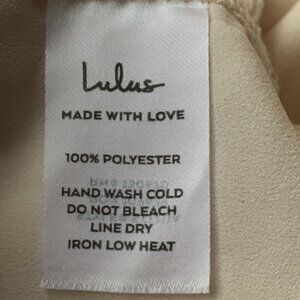 Lulus
MADE WITH LOVE
100% POLYESTER
HAND WASH COLD
DO NOT BLEACH
LINE DRY
IRON LOW HEAT